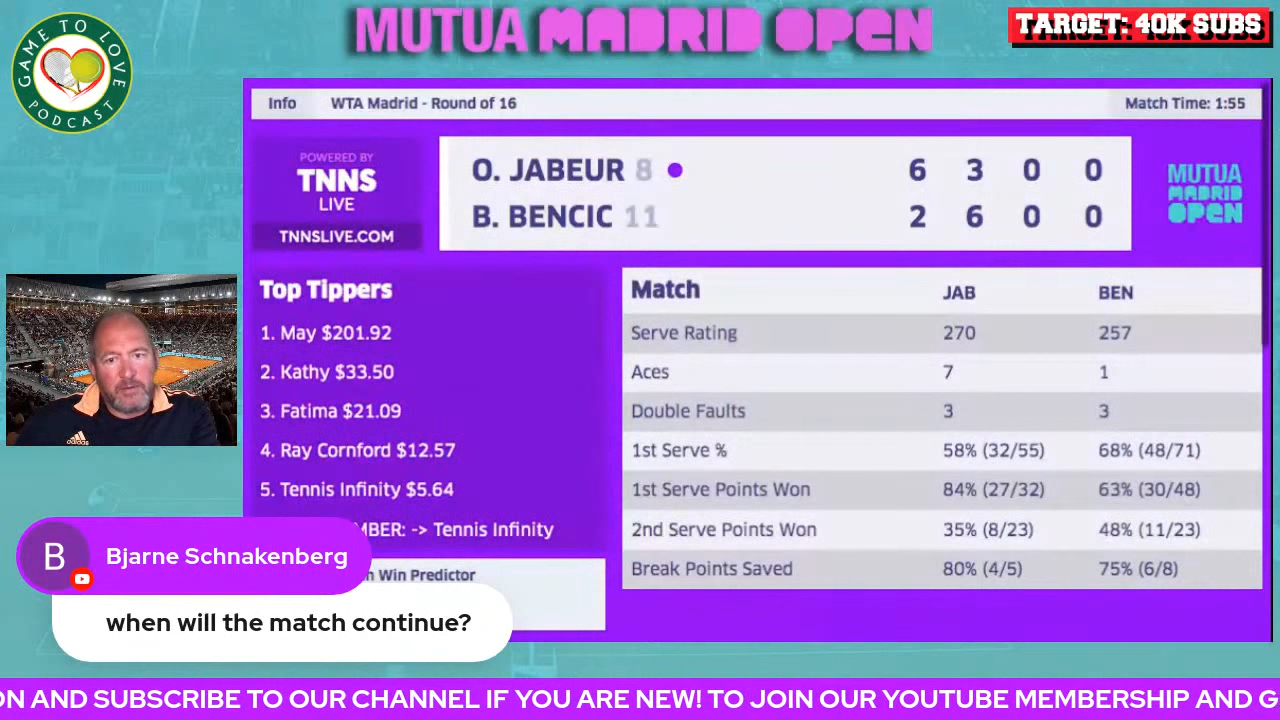 GAME TO LOVE
PODCAST
MUTUA MADRID OPEN
TARGET: 40K SUBS
Info WTA Madrid - Round of 16 Match Time: 1:55
POWERED BY
TNNS
LIVE
TNNSLIVE.COM
O. JABEUR 8 6 3 0 0
B. BENCIC 11 2 6 0 0
MUTUA
MADRID
OPEN
Top Tippers
1. May $201.92
2. Kathy $33.50
3. Fatima $21.09
4. Ray Cornford $12.57
5. Tennis Infinity $5.64
MBER: -> Tennis Infinity
Win Predictor
Match JAB BEN
Serve Rating 270 257
Aces 7 1
Double Faults 3 3
1st Serve % 58% (32/55) 68% (48/71)
1st Serve Points Won 84% (27/32) 63% (30/48)
2nd Serve Points Won 35% (8/23) 48% (11/23)
Break Points Saved 80% (4/5) 75% (6/8)
adidas
B Bjarne Schnakenberg
when will the match continue?
ON AND SUBSCRIBE TO OUR CHANNEL IF YOU ARE NEW! TO JOIN OUR YOUTUBE MEMBERSHIP AND G